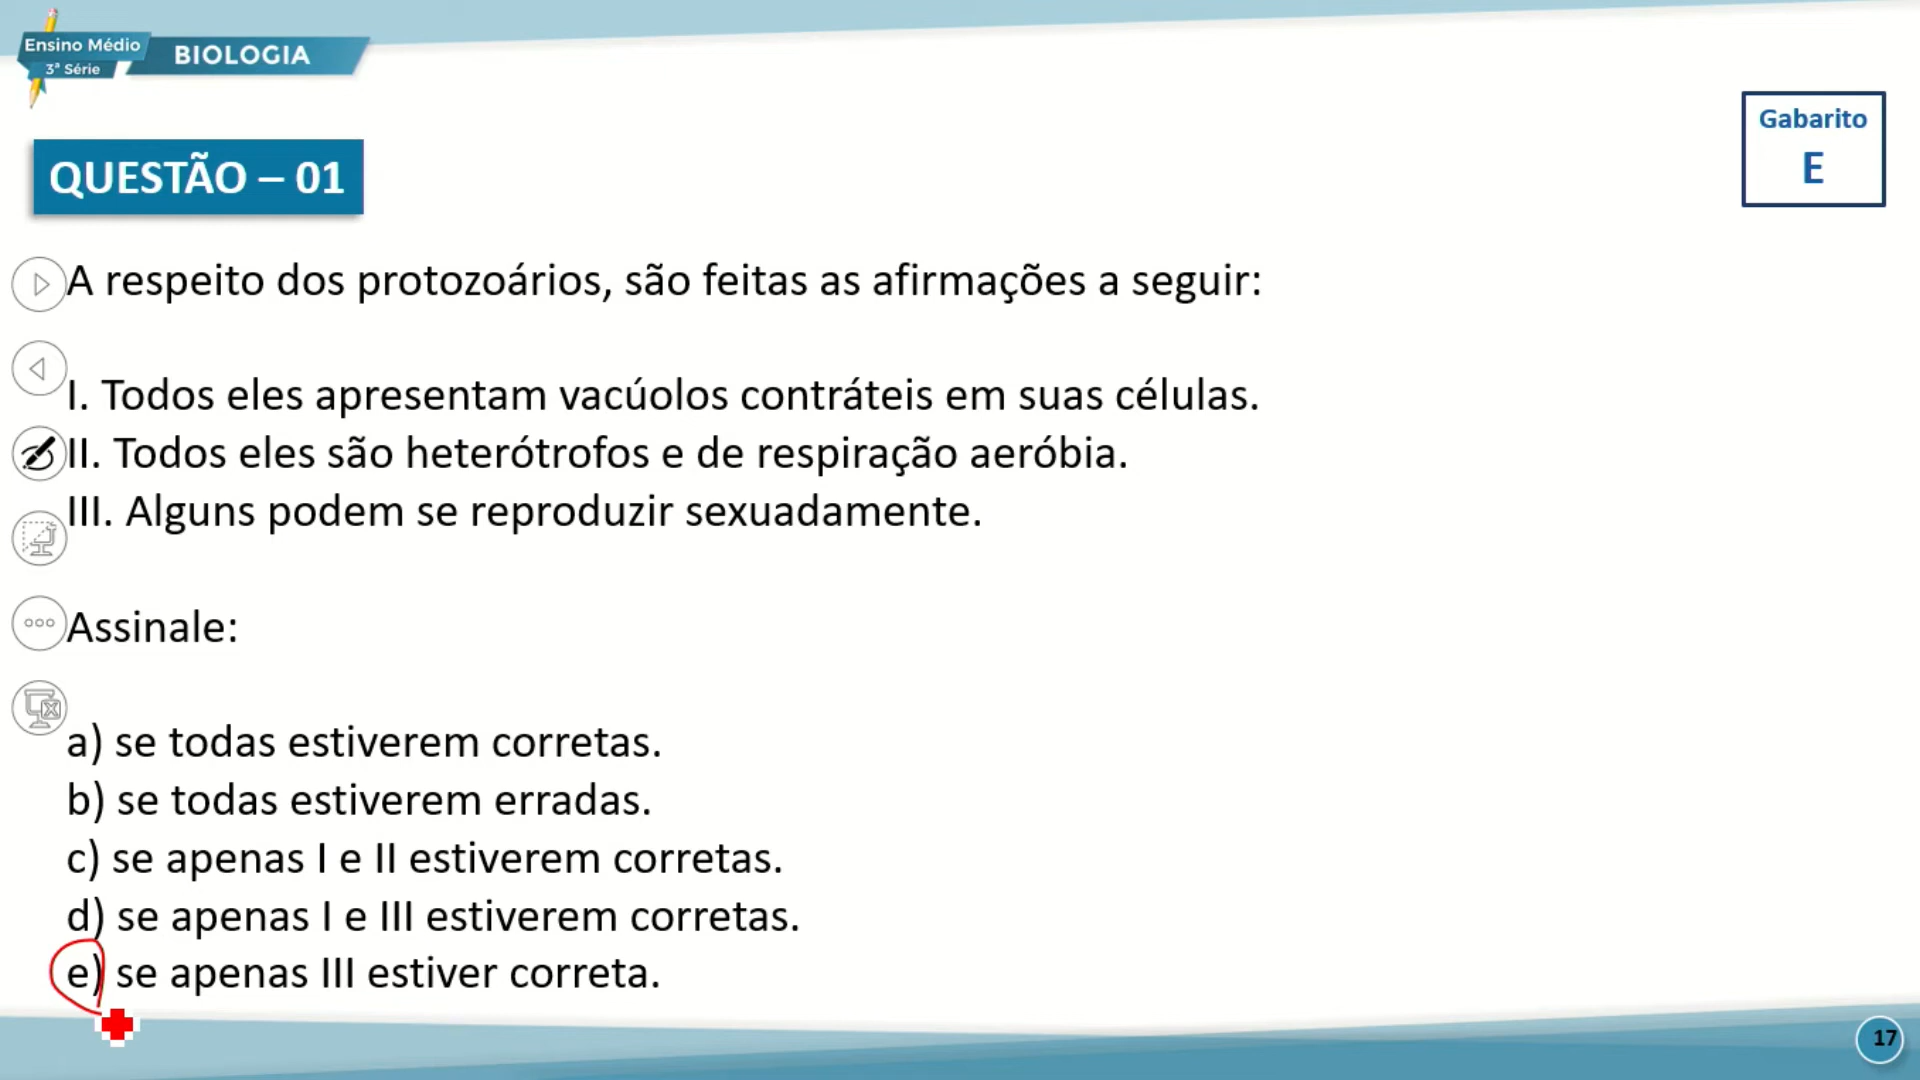 Ensino Médio
3ª Série
BIOLOGIA
Gabarito
E
QUESTÃO – 01
A respeito dos protozoários, são feitas as afirmações a seguir:
I. Todos eles apresentam vacúolos contráteis em suas células.
II. Todos eles são heterótrofos e de respiração aeróbia.
III. Alguns podem se reproduzir sexuadamente.
Assinale:
a) se todas estiverem corretas.
b) se todas estiverem erradas.
c) se apenas I e II estiverem corretas.
d) se apenas I e III estiverem corretas.
e) se apenas III estiver correta.
17